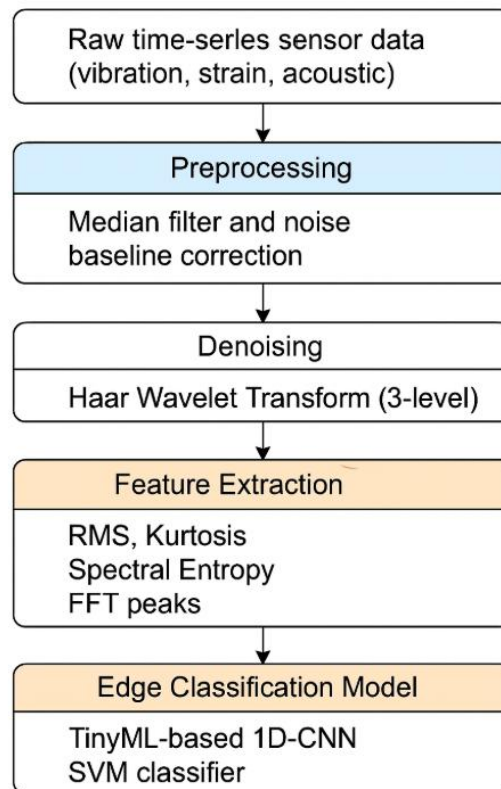 Raw time-serles sensor data
(vibration, strain, acoustic)
Preprocessing
Median filter and noise
baseline correction
Denoising
Haar Wavelet Transform (3-level)
Feature Extraction
RMS, Kurtosis
Spectral Entropy
FFT peaks
Edge Classification Model
TinyML-based 1D-CNN
SVM classifier